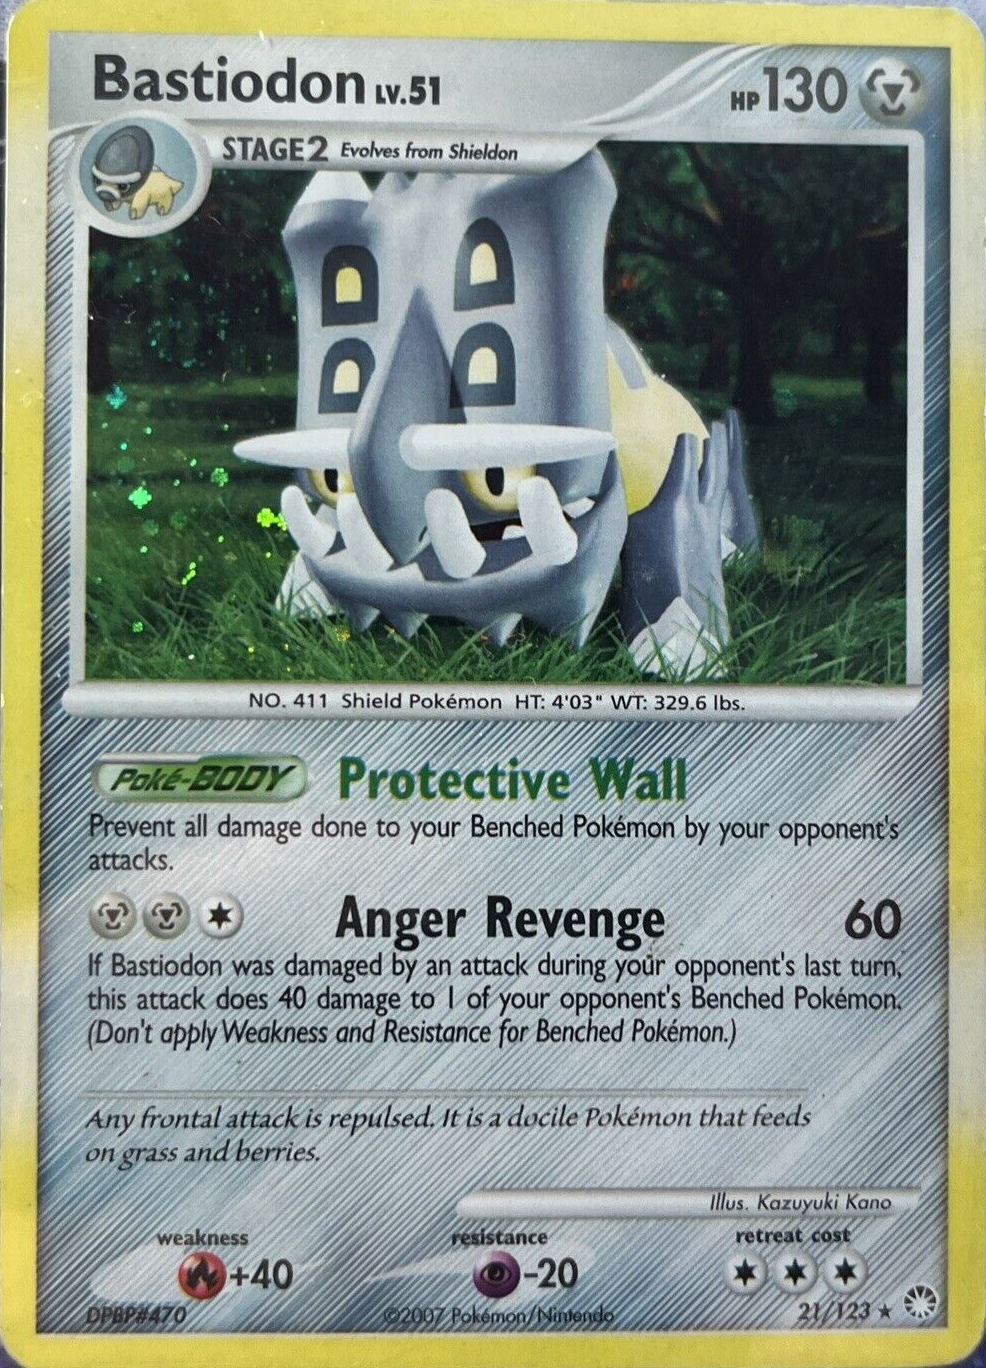 Bastiodon LV.51 HP 130
STAGE2 Evolves from Shieldon
NO. 411 Shield Pokémon HT: 4'03" WT: 329.6 lbs.
Poké-BODY Protective Wall
Prevent all damage done to your Benched Pokémon by your opponent's
attacks.
Anger Revenge 60
If Bastiodon was damaged by an attack during your opponent's last turn,
this attack does 40 damage to 1 of your opponent's Benched Pokémon.
(Don't apply Weakness and Resistance for Benched Pokémon.)
Any frontal attack is repulsed. It is a docile Pokémon that feeds
on grass and berries.
Illus. Kazuyuki Kano
weakness resistance retreat cost
+40 -20
DPBP#470 ©2007 Pokémon/Nintendo 21/123 ★